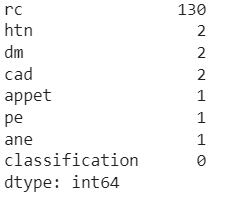 rc 130
htn 2
dm 2
cad 2
appet 1
pe 1
ane 1
classification 0
dtype: int64